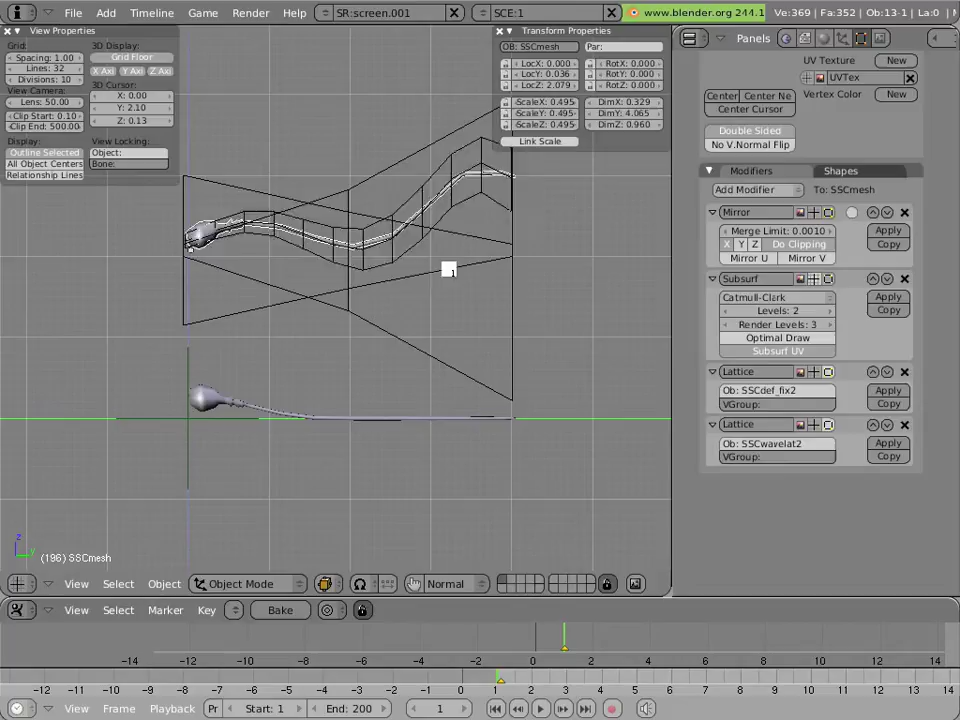 File Add Timeline Game Render Help SR:screen.001 SCE:1 www.blender.org 244.1 Ve:369 | Fa:352 | Ob:13-1 | La:0
View Properties
Grid:
Spacing: 1.00
Lines: 32
Divisions: 10
View Camera:
Lens: 50.00
Clip Start: 0.10
Clip End: 500.00
Display:
Outline Selected
All Object Centers
Relationship Lines
3D Display:
Grid Floor
X Axi Y Axi Z Axi
3D Cursor:
X: 0.00
Y: 2.10
Z: 0.13
View Locking:
Object:
Bone:
Transform Properties
OB: SSCmesh Par:
LocX: 0.000 RotX: 0.000
LocY: 0.036 RotY: 0.000
LocZ: 2.079 RotZ: 0.000
ScaleX: 0.495 DimX: 0.329
ScaleY: 0.495 DimY: 4.065
ScaleZ: 0.495 DimZ: 0.960
Link Scale
Panels
UV Texture New
UVTex
Vertex Color New
Center Center Ne
Center Cursor
Double Sided
No V.Normal Flip
Modifiers Shapes
Add Modifier To: SSCmesh
Mirror
Merge Limit: 0.0010 Apply
X Y Z Do Clipping Copy
Mirror U Mirror V
Subsurf
Catmull-Clark Apply
Levels: 2 Copy
Render Levels: 3
Optimal Draw
Subsurf UV
Lattice
Ob: SSCdef_fix2 Apply
VGroup: Copy
Lattice
Ob: SSCwavelat2 Apply
VGroup: Copy
z
y
(196) SSCmesh
View Select Object Object Mode Normal
View Select Marker Key Bake
-14 -12 -10 -8 -6 -4 -2 0 2 4 6 8 10 12 14
-12 -11 -10 -9 -8 -7 -6 -5 -4 -3 -2 -1 0 1 2 3 4 5 6 7 8 9 10 11 12 13 14
View Frame Playback Pr Start: 1 End: 200 1